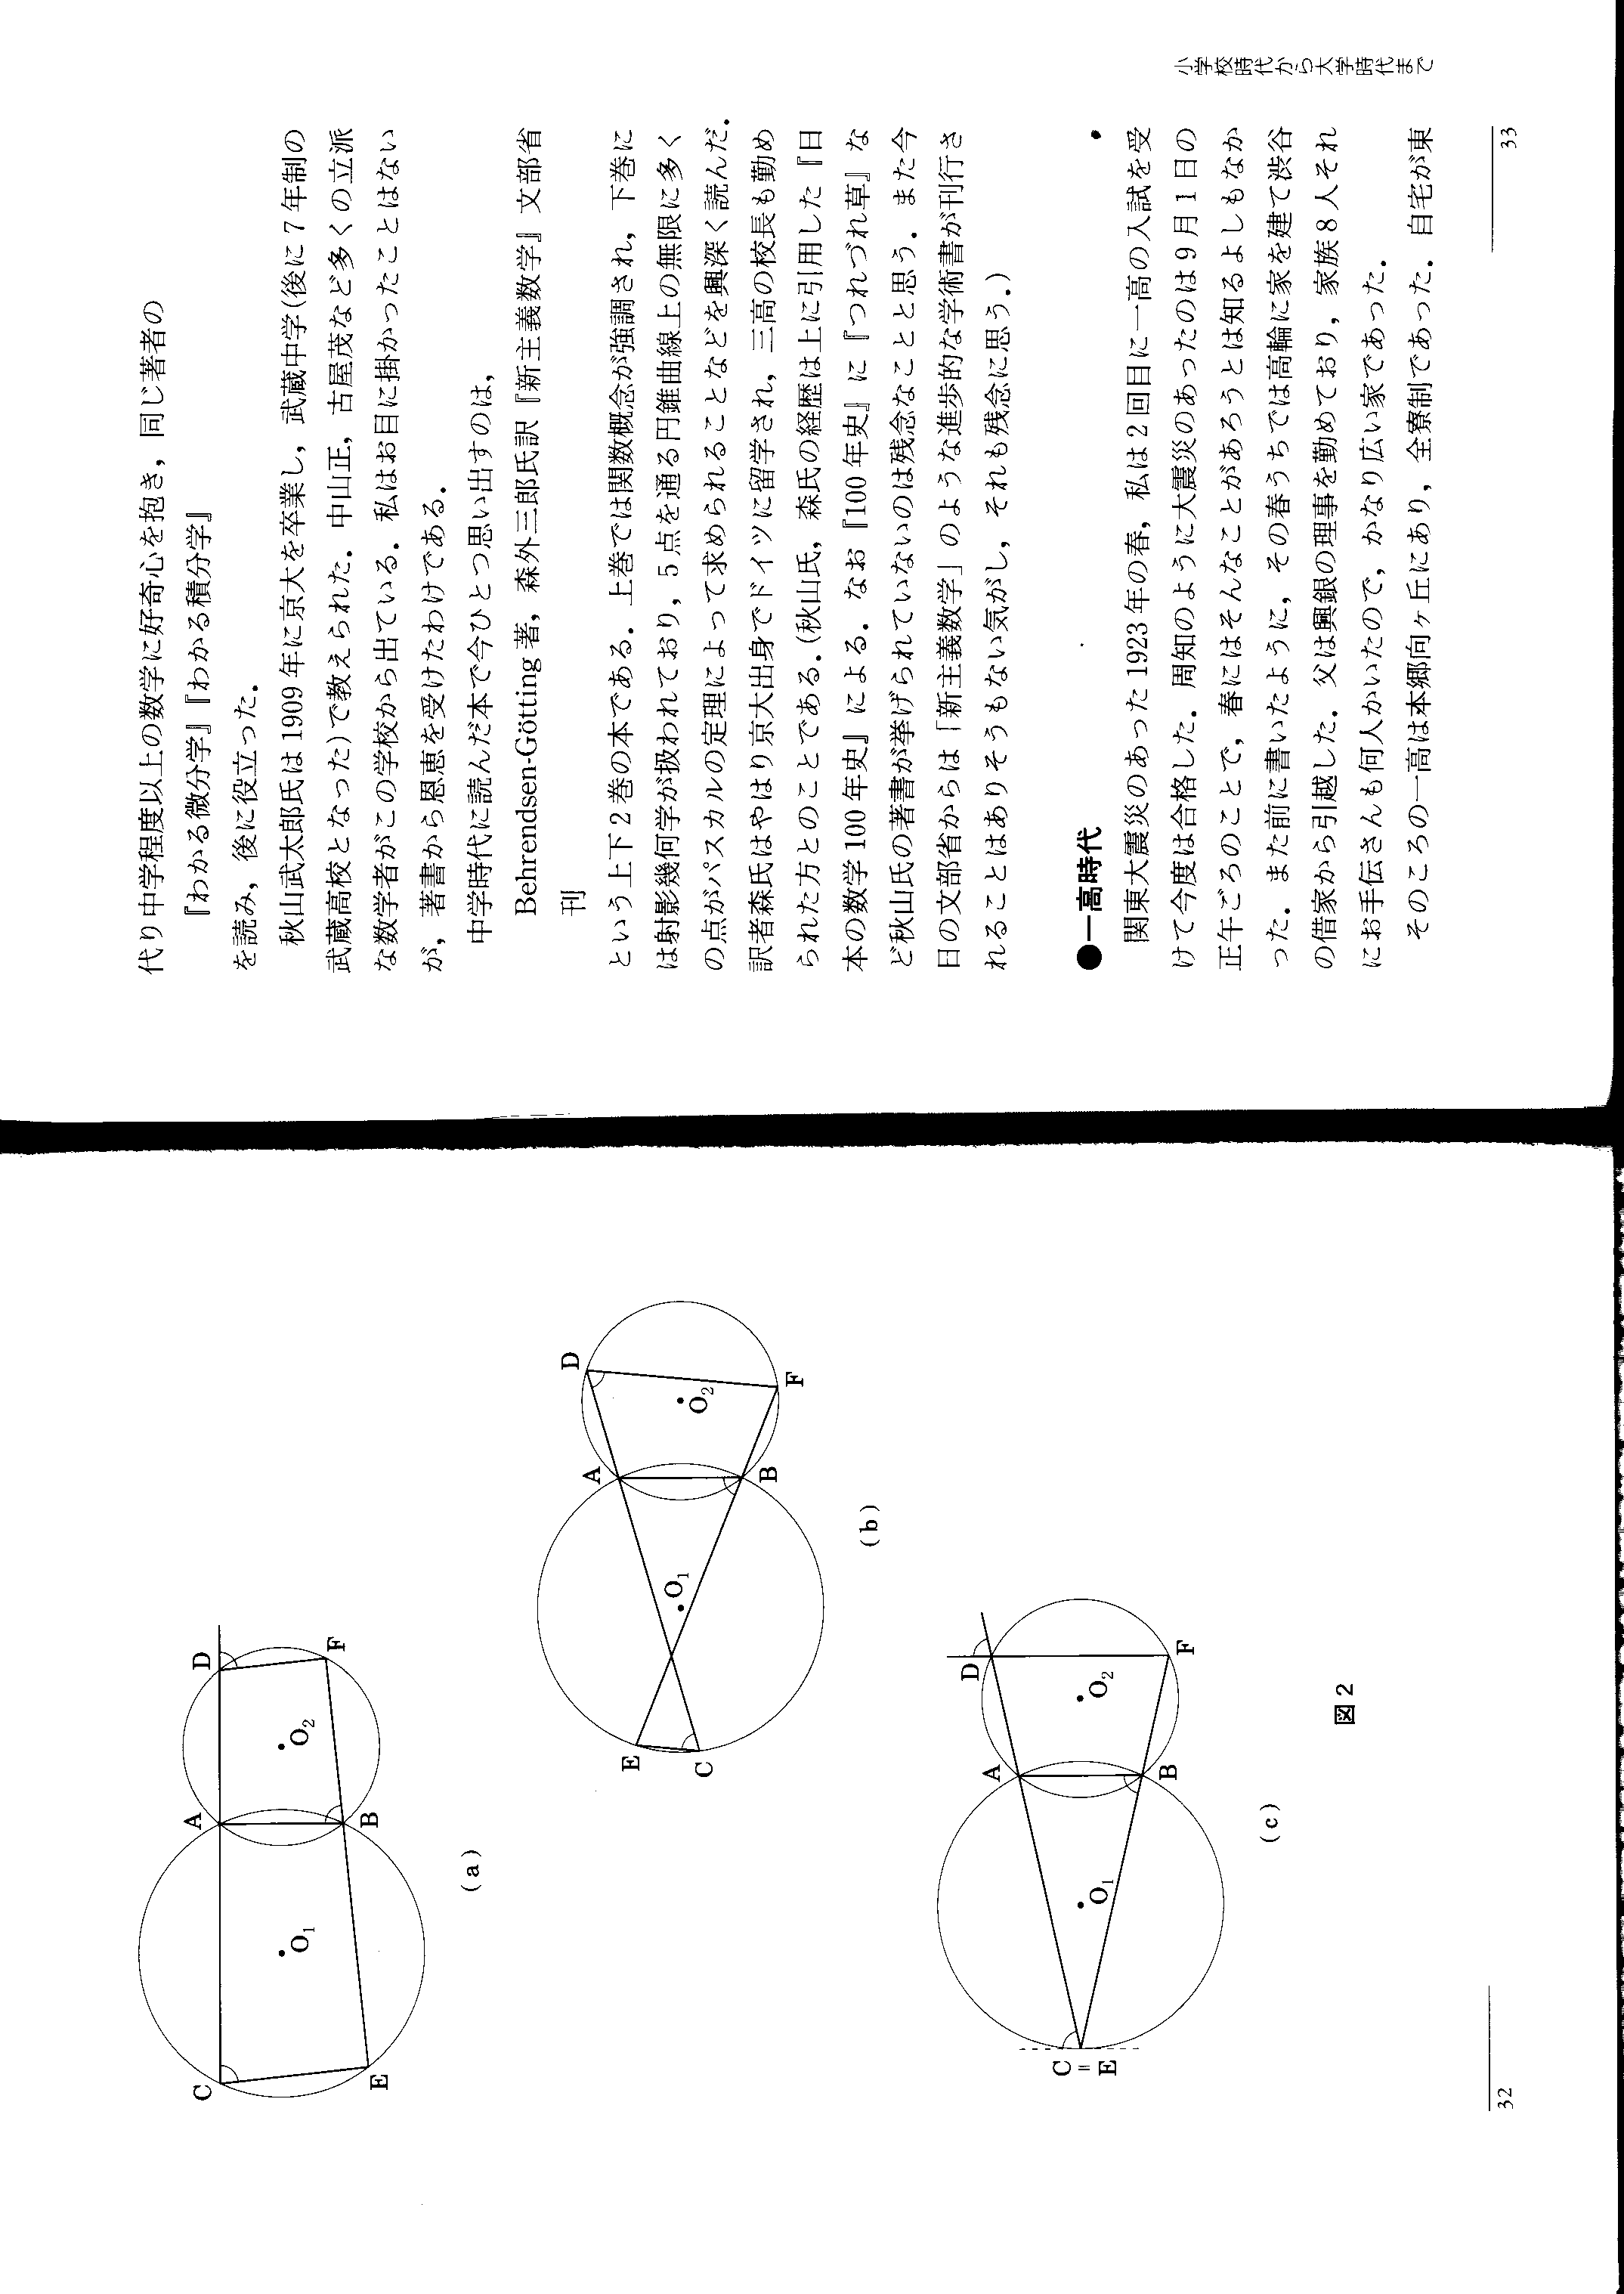 C
A
D
O₁
O₂
E
B
F
(a)
E
C
A
D
O₁
O₂
B
F
(b)
C
=
E
A
D
O₁
O₂
B
F
(c)
図2
32
小学校時代から大学時代まで
代り中学程度以上の数学に好奇心を抱き，同じ著者の
『わかる微分学』『わかる積分学』
を読み，後に役立った．
秋山武太郎氏は1909年に京大を卒業し，武蔵中学(後に7年制の
武蔵高校となった)で教えられた．中山正，古屋茂など多くの立派
な数学者がこの学校から出ている．私はお目に掛かったことはない
が，著書から恩恵を受けたわけである．
中学時代に読んだ本で今ひとつ思い出すのは，
Behrendsen-Götting著，森外三郎氏訳『新主義数学』文部省
刊
という上下2巻の本である．上巻では関数概念が強調され，下巻に
は射影幾何学が扱われており，5点を通る円錐曲線上の無限に多く
の点がパスカルの定理によって求められることなどを興深く読んだ．
訳者森氏はやはり京大出身でドイツに留学され，三高の校長も勤め
られた方とのことである．(秋山氏，森氏の経歴は上に引用した『日
本の数学100年史』による．なお『100年史』に『つれづれ草』な
ど秋山氏の著書が挙げられていないのは残念なことと思う．また今
日の文部省からは「新主義数学」のような進歩的な学術書が刊行さ
れることはありそうもない気がし，それも残念に思う．)
●一高時代
関東大震災のあった1923年の春，私は2回目に一高の入試を受
けて今度は合格した．周知のように大震災のあったのは9月1日の
正午ごろのことで，春にはそんなことがあろうとは知るよしもなか
った．また前に書いたように，その春うちでは高輪に家を建て渋谷
の借家から引越した．父は興銀の理事を勤めており，家族8人それ
にお手伝さんも何人かいたので，かなり広い家であった．
そのころの一高は本郷向ヶ丘にあり，全寮制であった．自宅が東
33